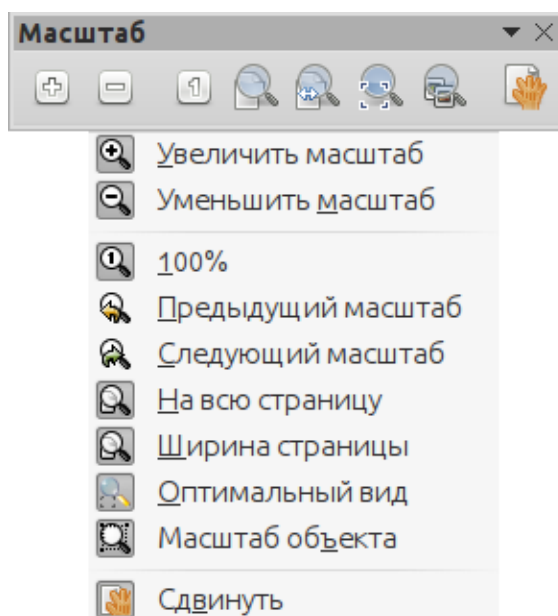 Масштаб
1
Увеличить масштаб
Уменьшить масштаб
100%
Предыдущий масштаб
Следующий масштаб
На всю страницу
Ширина страницы
Оптимальный вид
Масштаб объекта
Сдвинуть